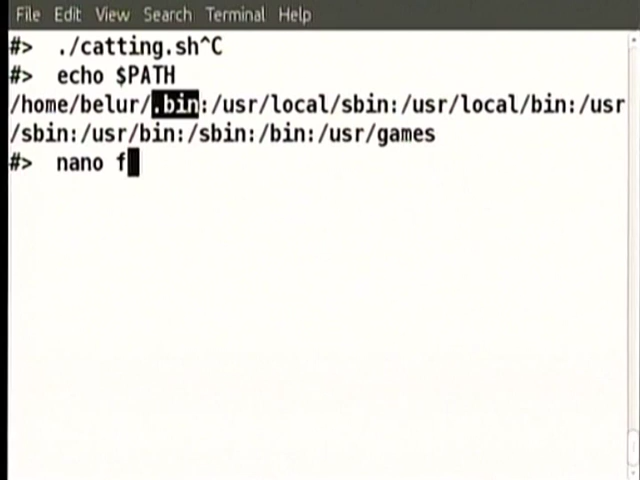 File Edit View Search Terminal Help
#> ./catting.sh^C
#> echo $PATH
/home/belur/.bin:/usr/local/sbin:/usr/local/bin:/usr
/sbin:/usr/bin:/sbin:/bin:/usr/games
#> nano f